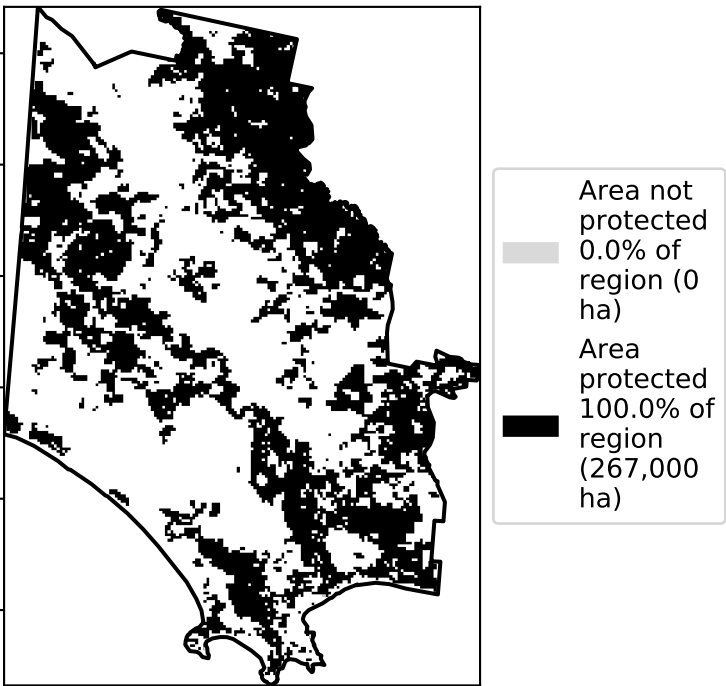 Area not
protected
0.0% of
region (0
ha)
Area
protected
100.0% of
region
(267,000
ha)